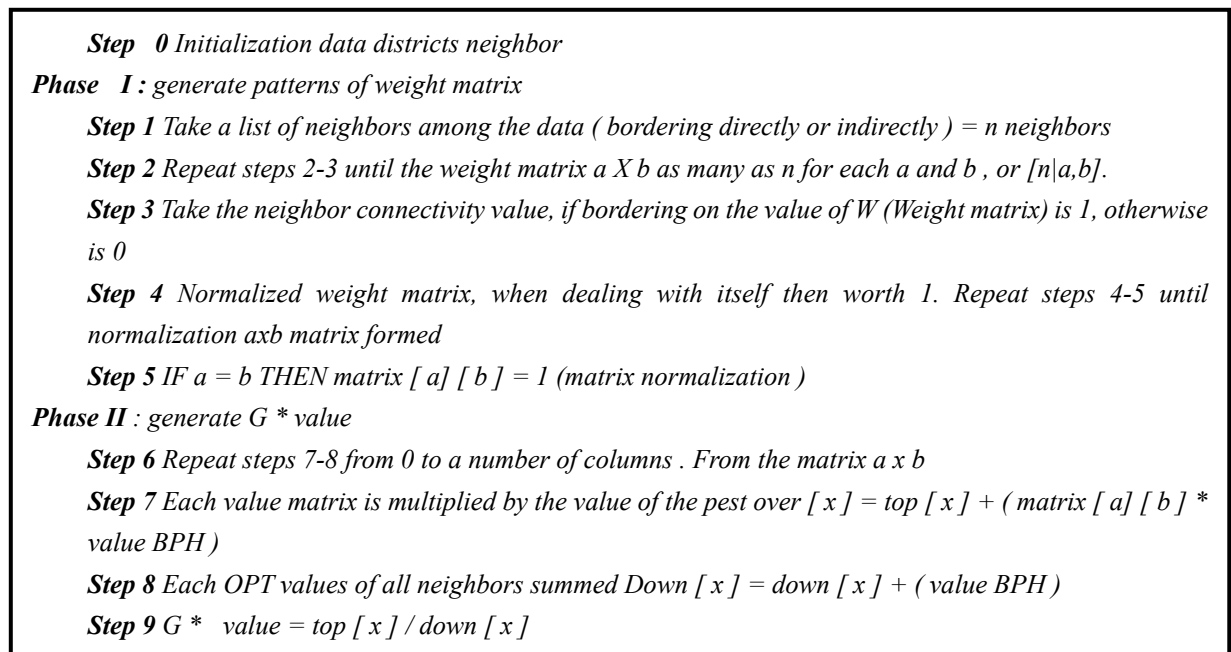 Step 0 Initialization data districts neighbor
Phase I : generate patterns of weight matrix
Step 1 Take a list of neighbors among the data ( bordering directly or indirectly ) = n neighbors
Step 2 Repeat steps 2-3 until the weight matrix a X b as many as n for each a and b , or [n|a,b].
Step 3 Take the neighbor connectivity value, if bordering on the value of W (Weight matrix) is 1, otherwise
is 0
Step 4 Normalized weight matrix, when dealing with itself then worth 1. Repeat steps 4-5 until
normalization axb matrix formed
Step 5 IF a = b THEN matrix [ a] [ b ] = 1 (matrix normalization )
Phase II : generate G * value
Step 6 Repeat steps 7-8 from 0 to a number of columns . From the matrix a x b
Step 7 Each value matrix is multiplied by the value of the pest over [ x ] = top [ x ] + ( matrix [ a] [ b ] *
value BPH )
Step 8 Each OPT values of all neighbors summed Down [ x ] = down [ x ] + ( value BPH )
Step 9 G * value = top [ x ] / down [ x ]